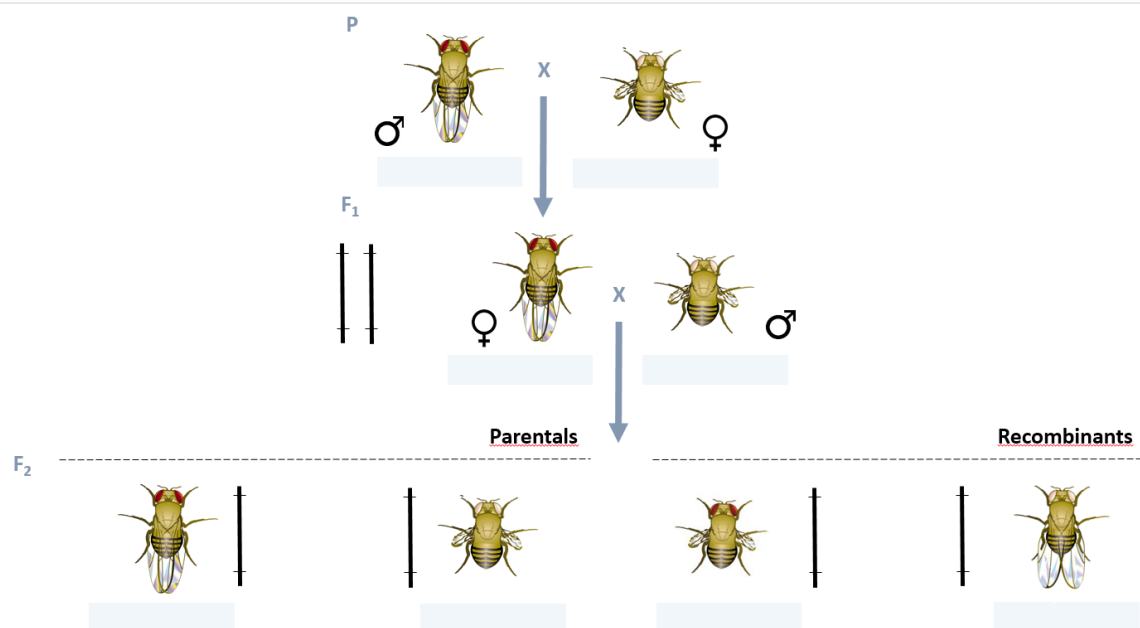 P
X
♂
♀
F₁
X
♀
♂
Parentals
Recombinants
F₂